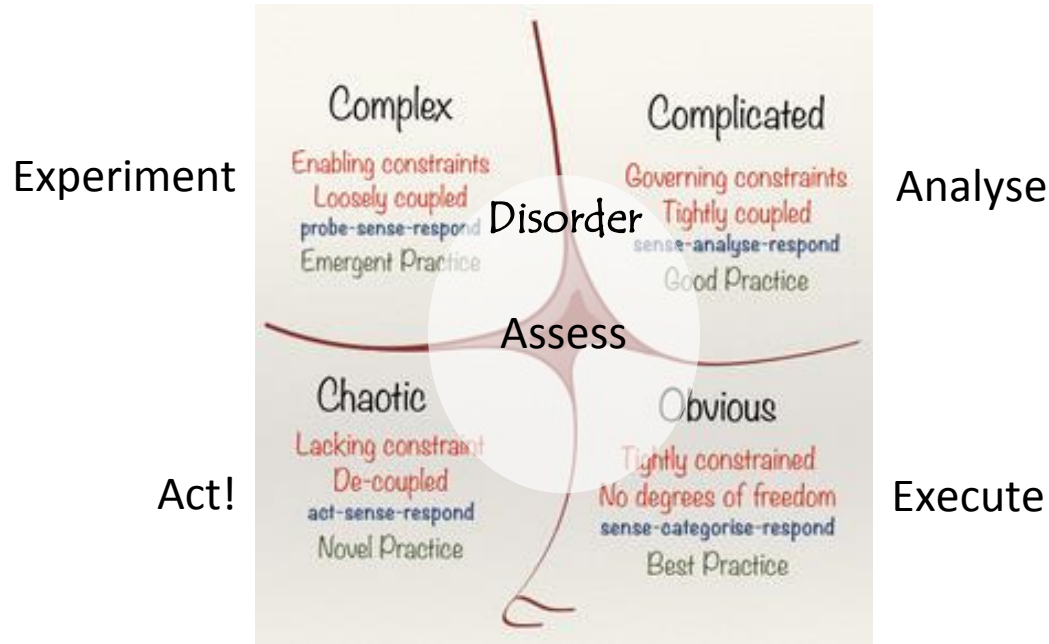 Experiment
Complex
Enabling constraints
Loosely coupled
probe-sense-respond
Emergent Practice
Disorder
Complicated
Governing constraints
Tightly coupled
sense-analyse-respond
Good Practice
Analyse
Assess
Act!
Chaotic
Lacking constraint
De-coupled
act-sense-respond
Novel Practice
Obvious
Tightly constrained
No degrees of freedom
sense-categorise-respond
Best Practice
Execute